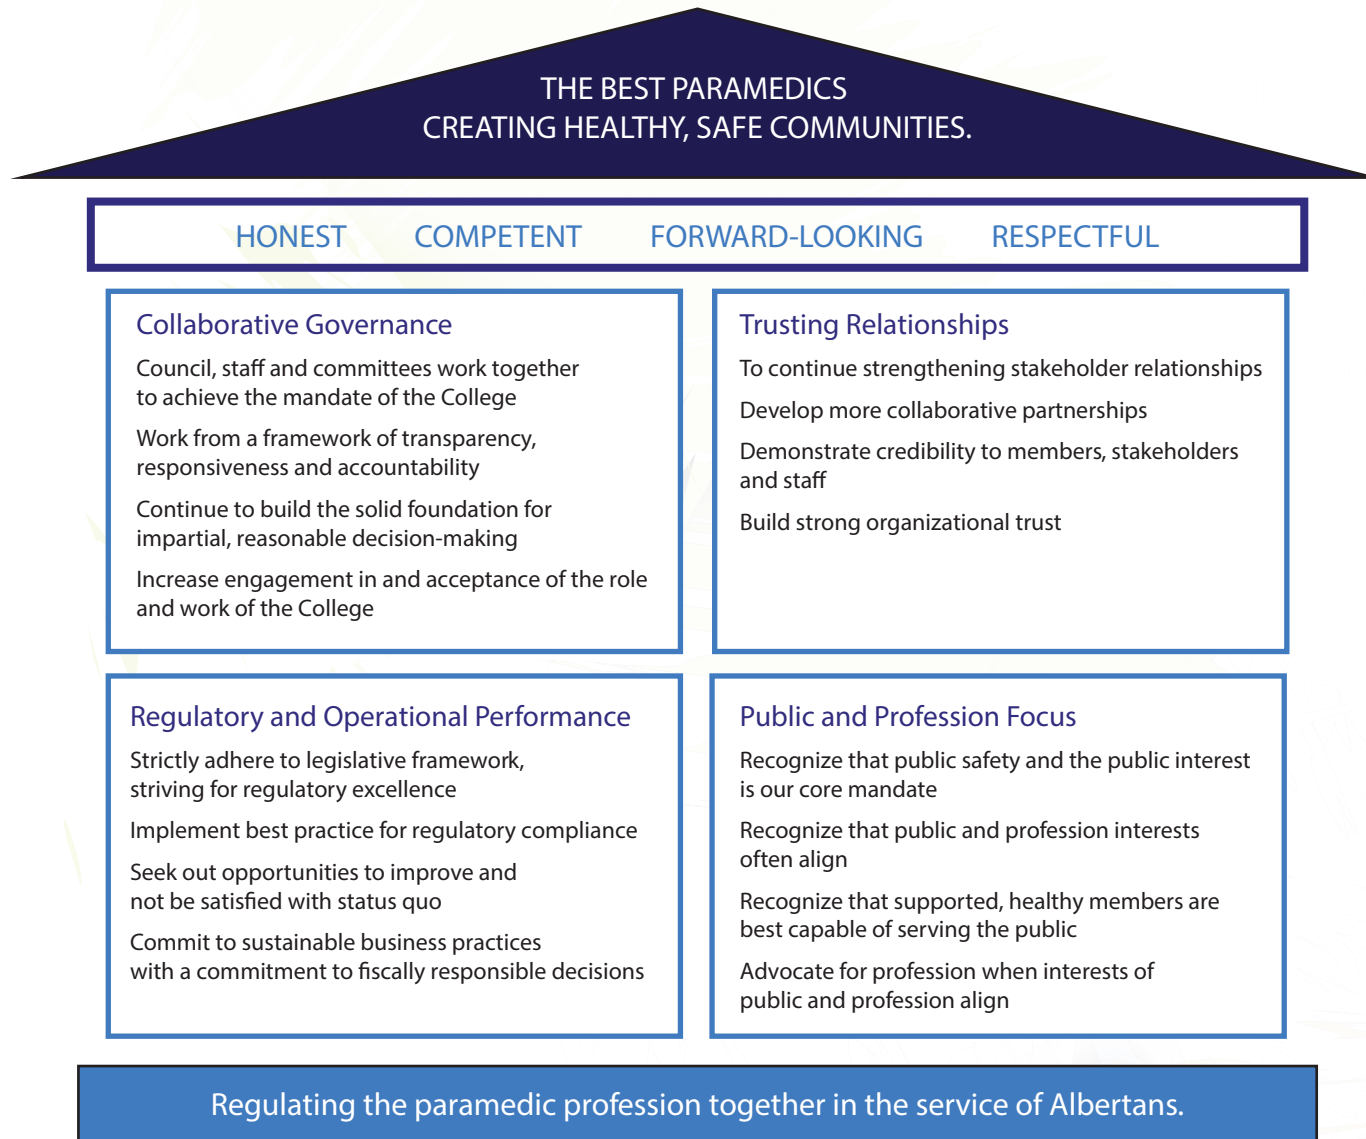 THE BEST PARAMEDICS
CREATING HEALTHY, SAFE COMMUNITIES.
HONEST COMPETENT FORWARD-LOOKING RESPECTFUL
Collaborative Governance
Council, staff and committees work together
to achieve the mandate of the College
Work from a framework of transparency,
responsiveness and accountability
Continue to build the solid foundation for
impartial, reasonable decision-making
Increase engagement in and acceptance of the role
and work of the College
Trusting Relationships
To continue strengthening stakeholder relationships
Develop more collaborative partnerships
Demonstrate credibility to members, stakeholders
and staff
Build strong organizational trust
Regulatory and Operational Performance
Strictly adhere to legislative framework,
striving for regulatory excellence
Implement best practice for regulatory compliance
Seek out opportunities to improve and
not be satisfied with status quo
Commit to sustainable business practices
with a commitment to fiscally responsible decisions
Public and Profession Focus
Recognize that public safety and the public interest
is our core mandate
Recognize that public and profession interests
often align
Recognize that supported, healthy members are
best capable of serving the public
Advocate for profession when interests of
public and profession align
Regulating the paramedic profession together in the service of Albertans.